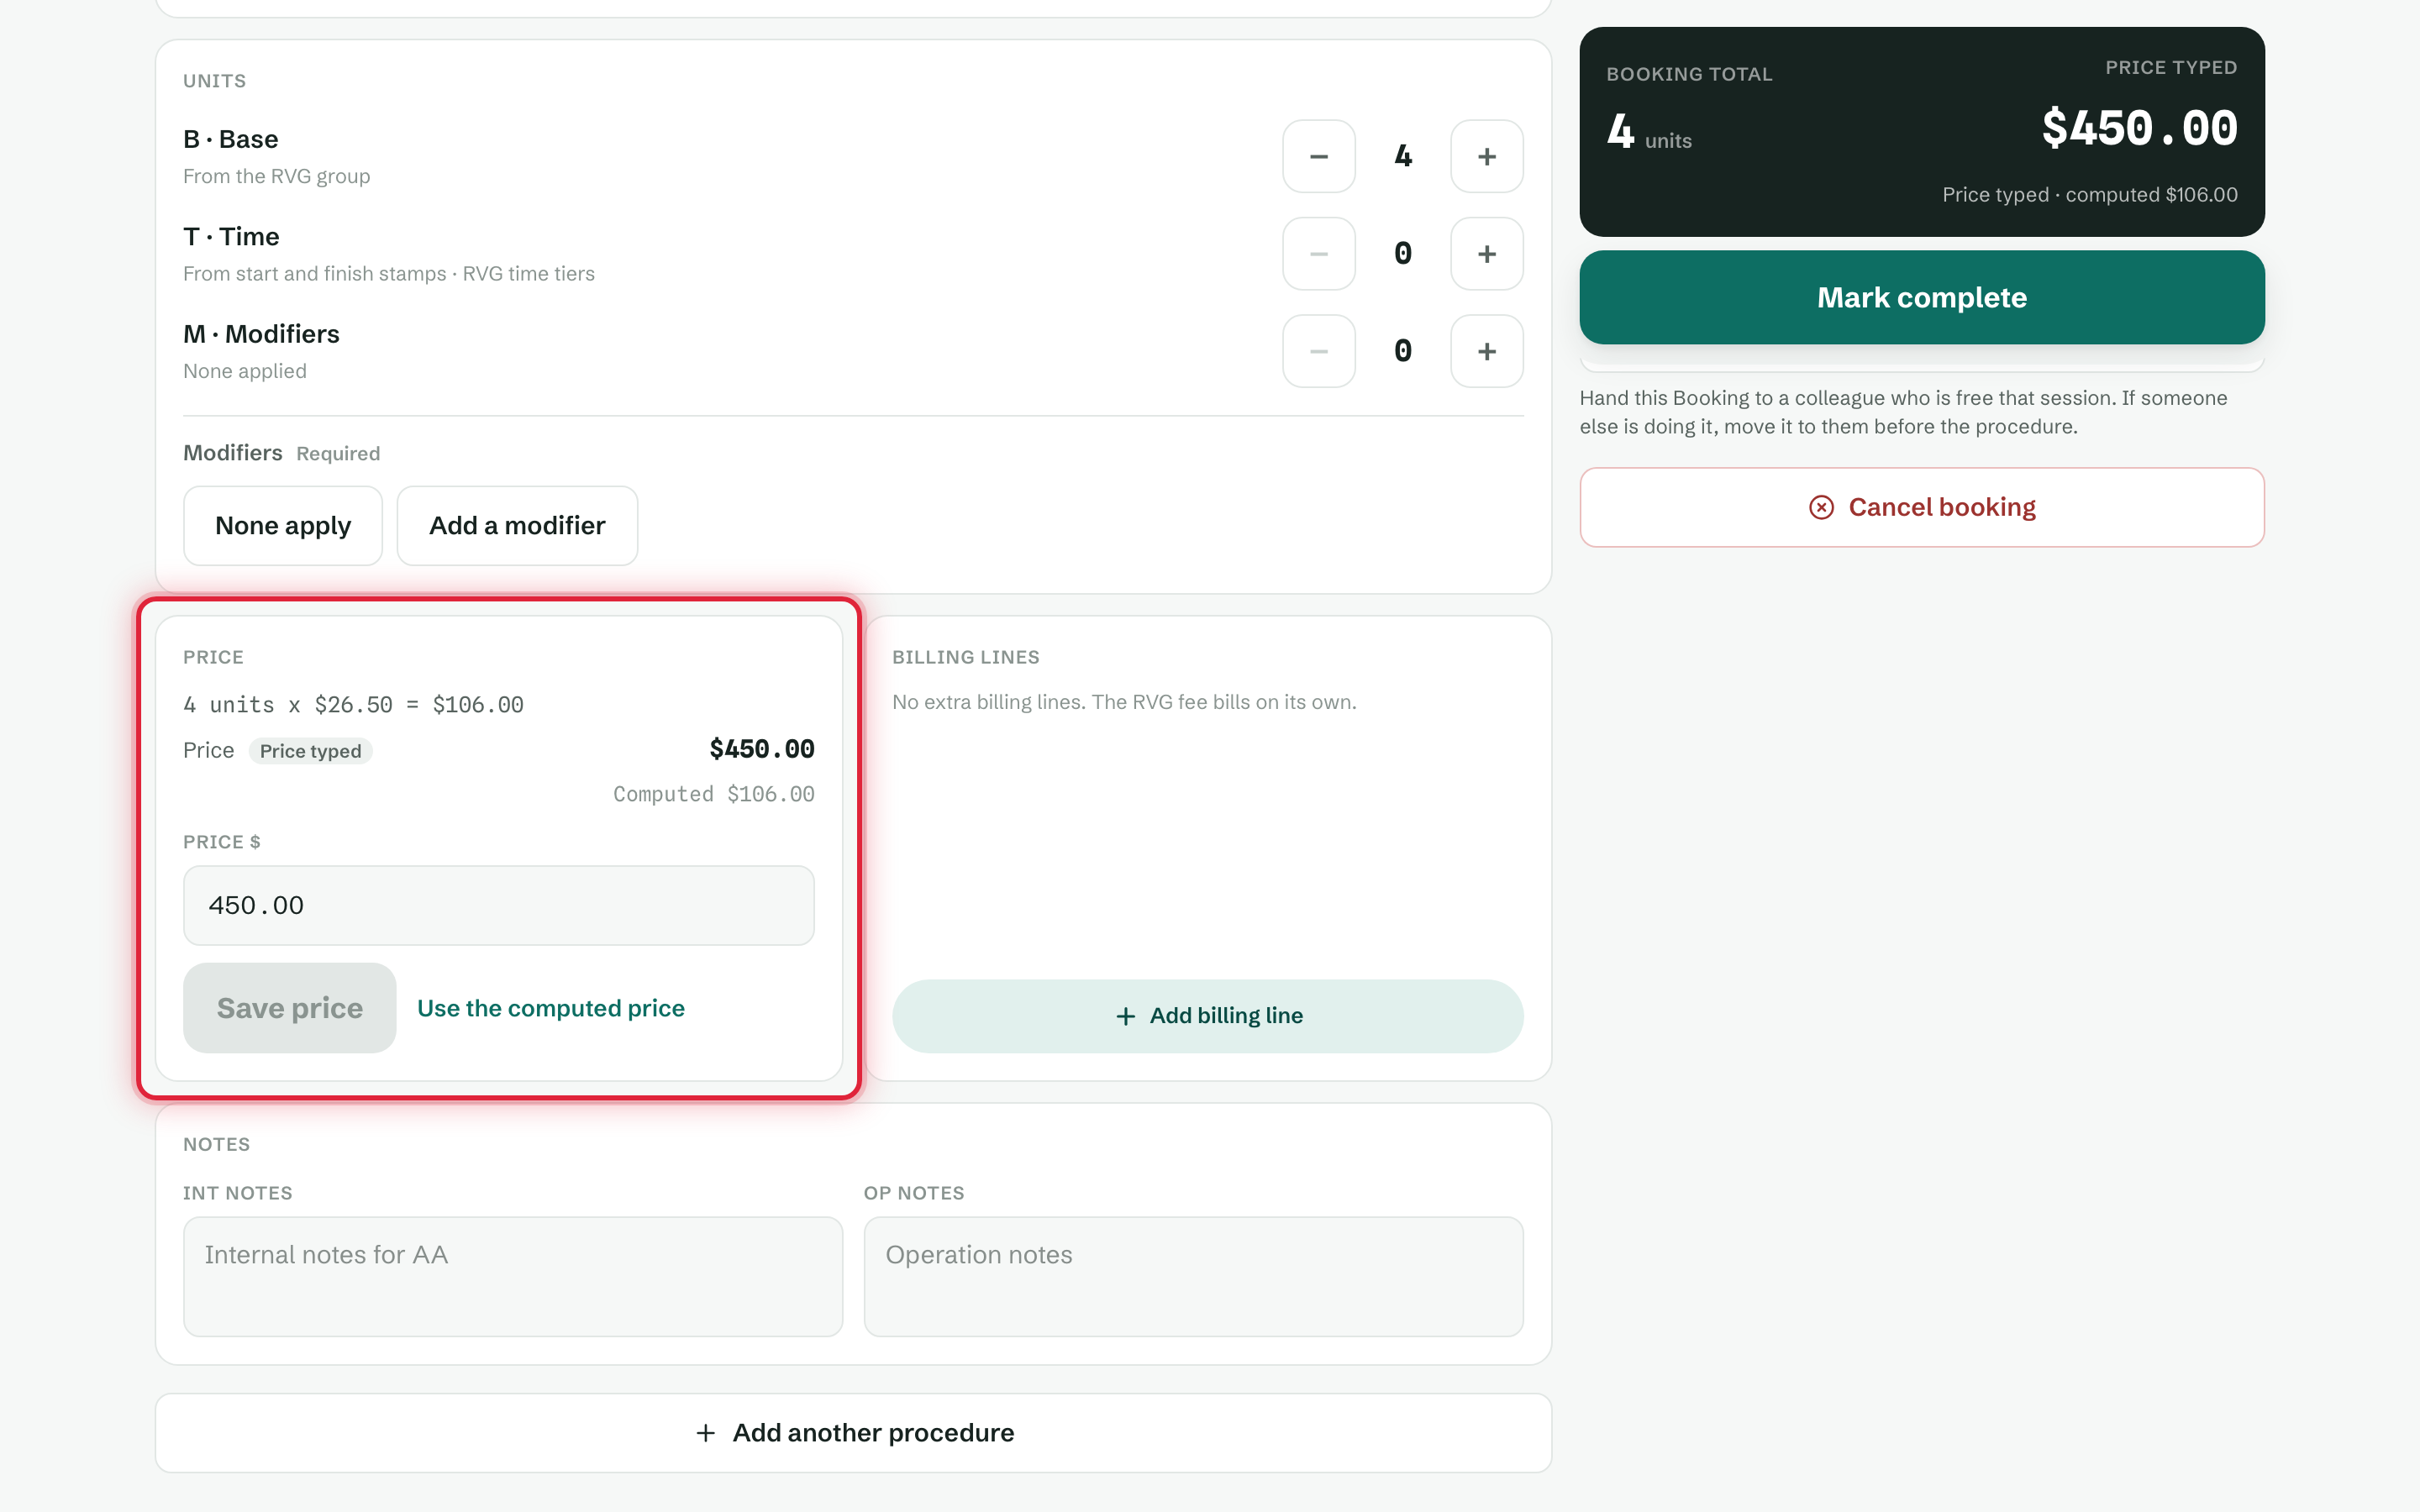 UNITS
B · Base
From the RVG group
4
T · Time
From start and finish stamps · RVG time tiers
0
M · Modifiers
None applied
0
Modifiers Required
None apply
Add a modifier
PRICE
4 units x $26.50 = $106.00
Price Price typed $450.00
Computed $106.00
PRICE $
450.00
Save price
Use the computed price
BILLING LINES
No extra billing lines. The RVG fee bills on its own.
+ Add billing line
NOTES
INT NOTES
Internal notes for AA
OP NOTES
Operation notes
+ Add another procedure
BOOKING TOTAL
4 units
PRICE TYPED
$450.00
Price typed · computed $106.00
Mark complete
Hand this Booking to a colleague who is free that session. If someone
else is doing it, move it to them before the procedure.
Cancel booking